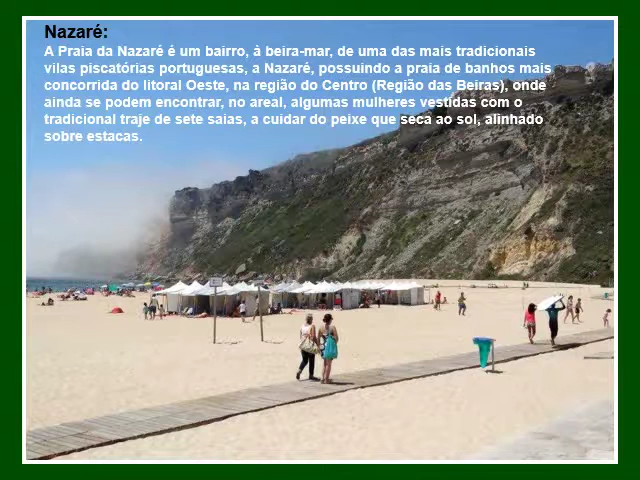 Nazaré:
A Praia da Nazaré é um bairro, à beira-mar, de uma das mais tradicionais
vilas piscatórias portuguesas, a Nazaré, possuindo a praia de banhos mais
concorrida do litoral Oeste, na região do Centro (Região das Beiras), onde
ainda se podem encontrar, no areal, algumas mulheres vestidas com o
tradicional traje de sete saias, a cuidar do peixe que seca ao sol, alinhado
sobre estacas.